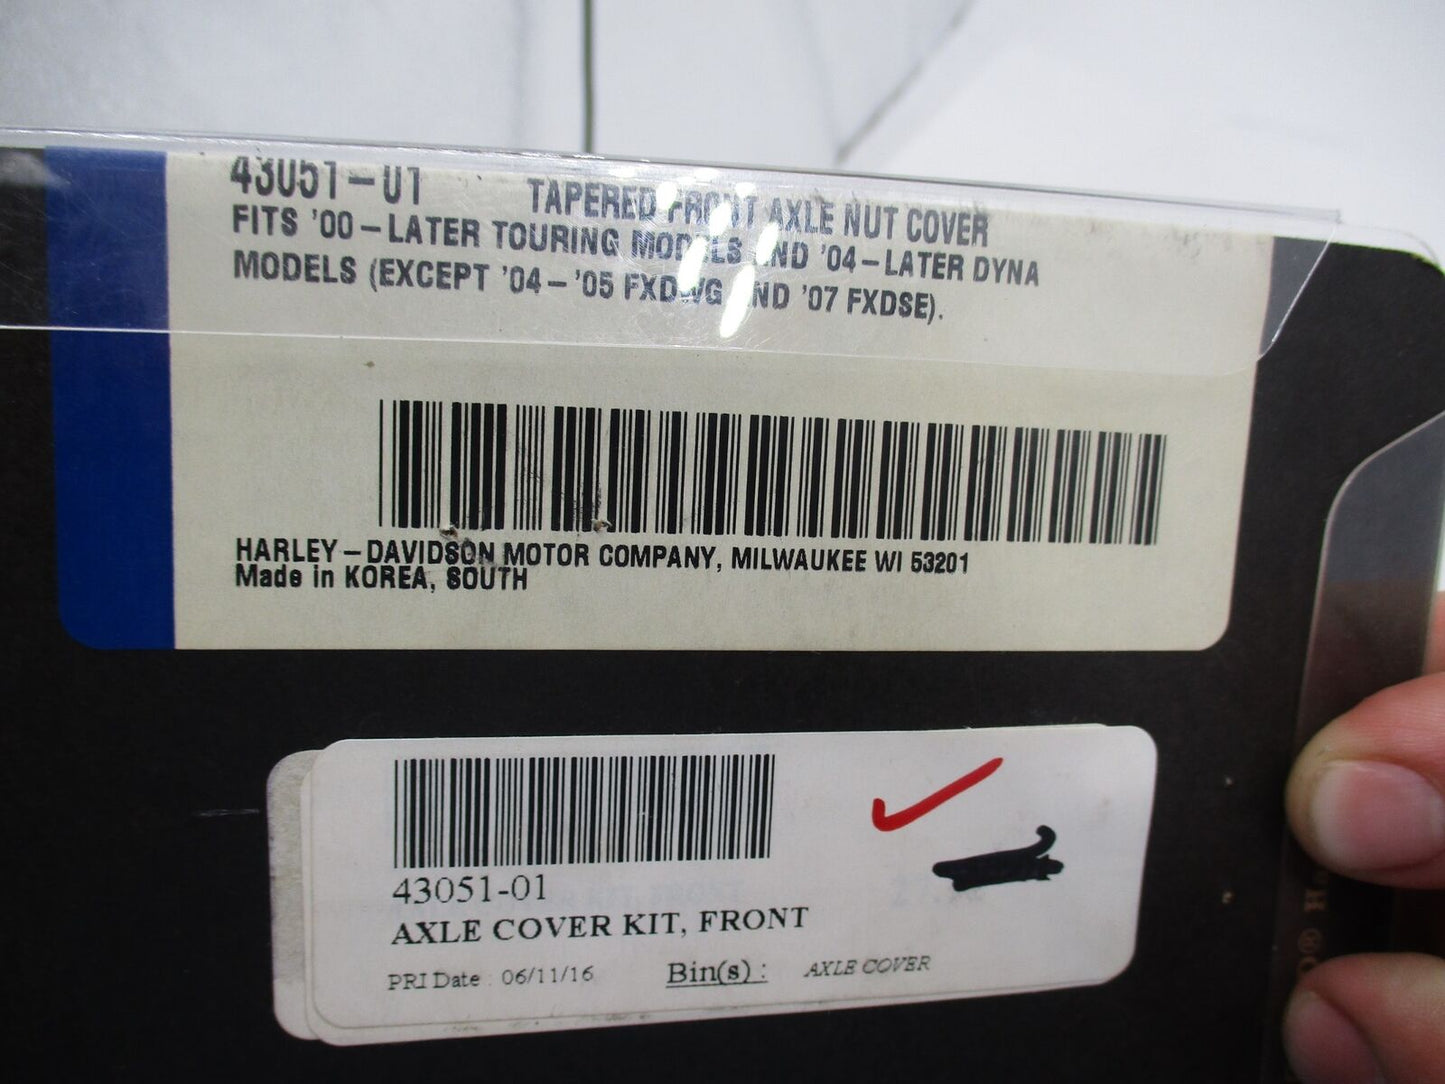 43051-01 TAPERED FRONT AXLE NUT COVER
FITS '00-LATER TOURING MODELS AND '04-LATER DYNA
MODELS (EXCEPT '04-'05 FXDWG AND '07 FXDSE).
HARLEY-DAVIDSON MOTOR COMPANY, MILWAUKEE WI 53201
Made in KOREA, SOUTH
43051-01
AXLE COVER KIT, FRONT
PRI Date : 06/11/16 Bin(s) : AXLE COVER